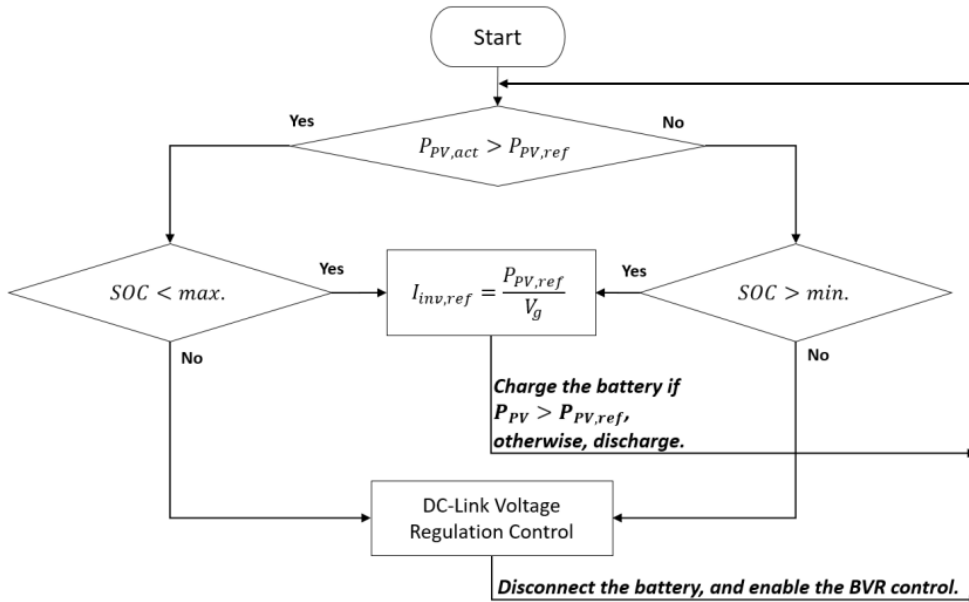 Start
Yes
No
P_{PV,act} > P_{PV,ref}
SOC < max.
Yes
I_{inv,ref} = \frac{P_{PV,ref}}{V_g}
Yes
SOC > min.
No
No
Charge the battery if
P_{PV} > P_{PV,ref},
otherwise, discharge.
DC-Link Voltage
Regulation Control
Disconnect the battery, and enable the BVR control.